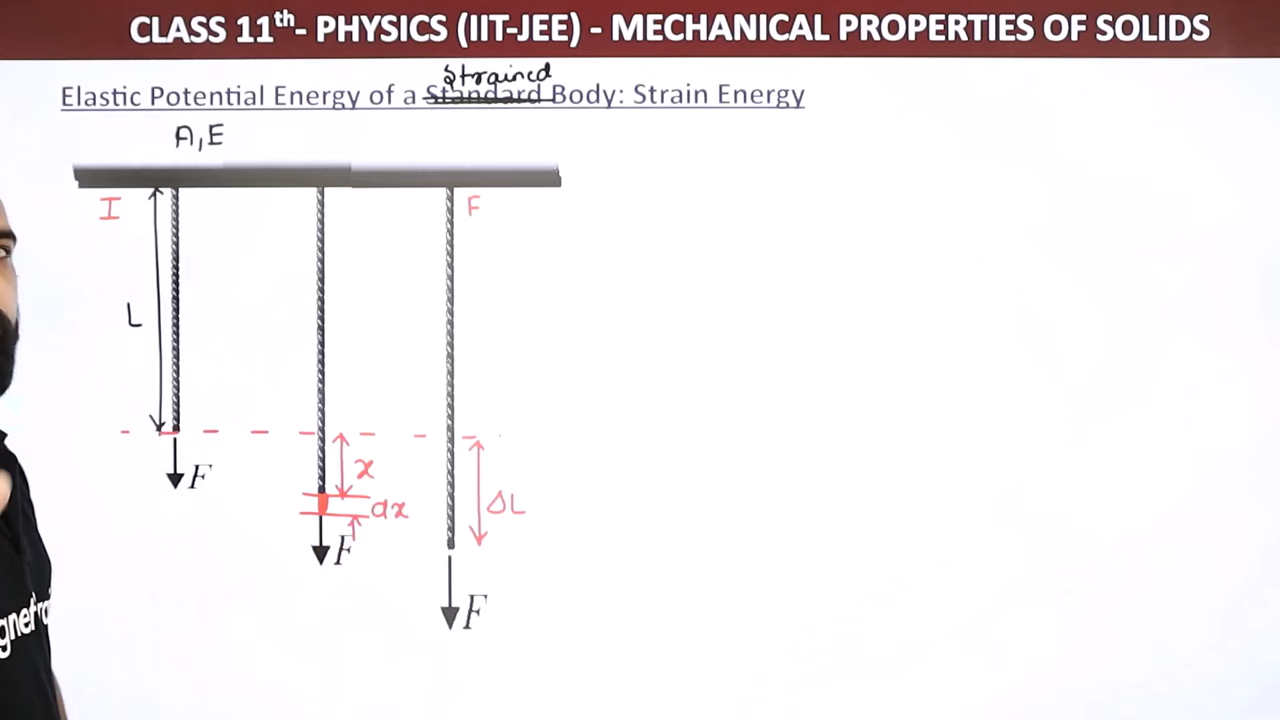 CLASS 11th- PHYSICS (IIT-JEE) - MECHANICAL PROPERTIES OF SOLIDS
Strained
Elastic Potential Energy of a Standard Body: Strain Energy
A,E
I
F
L
x
F
dx
ΔL
F
F